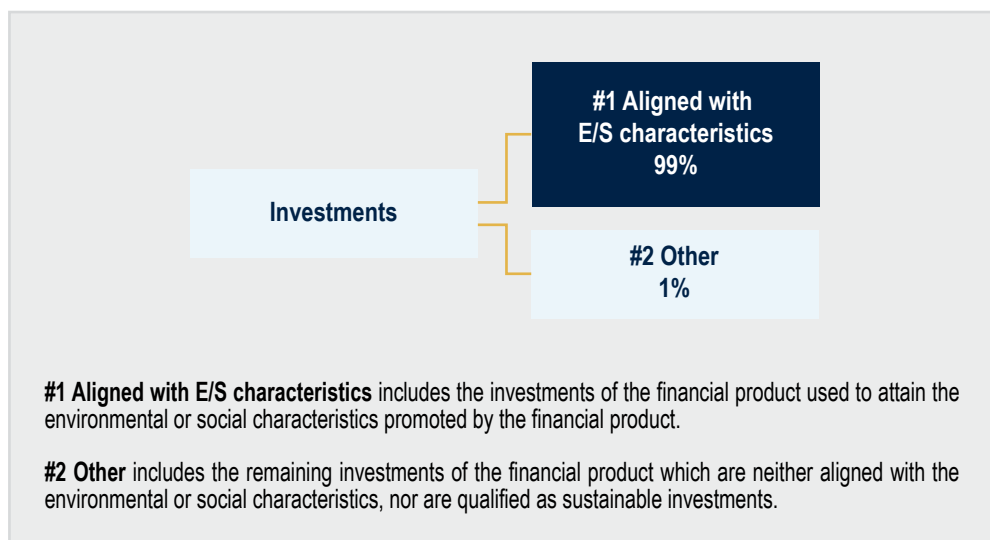 #1 Aligned with
E/S characteristics
99%
Investments
#2 Other
1%
#1 Aligned with E/S characteristics includes the investments of the financial product used to attain the
environmental or social characteristics promoted by the financial product.
#2 Other includes the remaining investments of the financial product which are neither aligned with the
environmental or social characteristics, nor are qualified as sustainable investments.